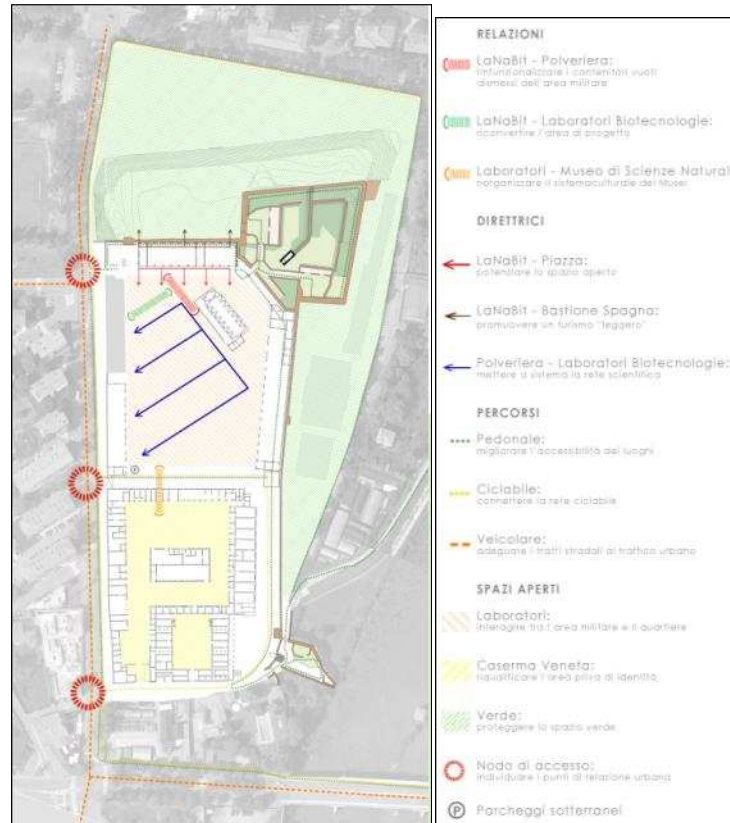 RELAZIONI
LaNaBit - Polveriera:
rifunzionalizzare i contenitori vuoti
dismessi dell'area militare
LaNaBit - Laboratori Biotecnologie:
riconvertire l'area di progetto
Laboratori - Museo di Scienze Natural
riorganizzare il sistema culturale dei Musei
DIRETTRICI
LaNaBit - Piazza:
potenziare lo spazio aperto
LaNaBit - Bastione Spagna:
promuovere un turismo "leggero"
Polveriera - Laboratori Biotecnologie:
mettere a sistema la rete scientifica
PERCORSI
Pedonale:
migliorare l'accessibilità dei luoghi
Ciclabile:
connettere la rete ciclabile
Veicolare:
adeguare i tratti stradali al traffico urbano
SPAZI APERTI
Laboratori:
interagire tra l'area militare e il quartiere
Caserma Veneta:
riqualificare l'area priva di identità
Verde:
proteggere lo spazio verde
Nodo di accesso:
individuare i punti di relazione urbana
P Parcheggi sotterranei
P